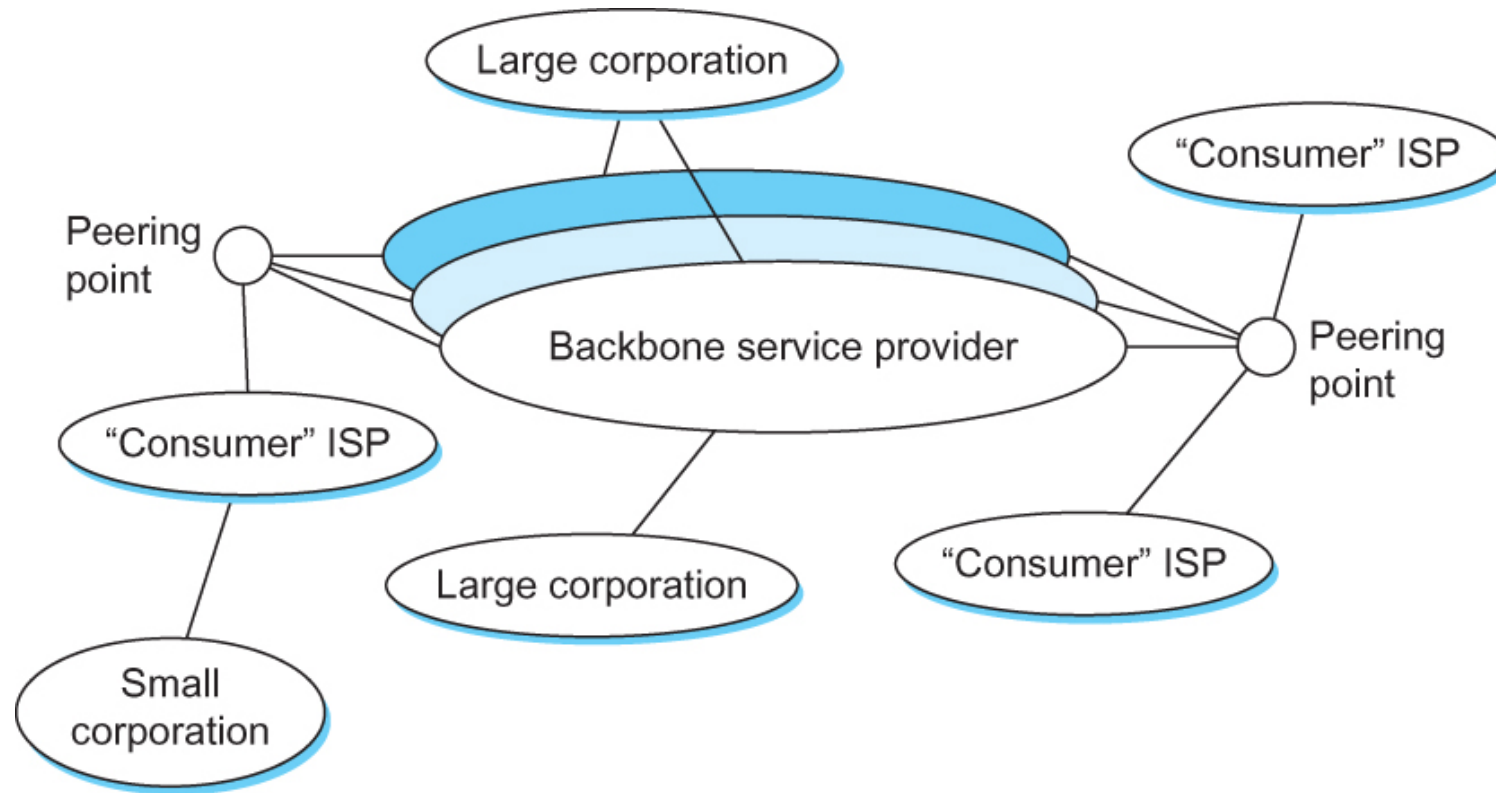 Large corporation
“Consumer” ISP
Peering
point
Backbone service provider
Peering
point
“Consumer” ISP
“Consumer” ISP
Large corporation
Small
corporation